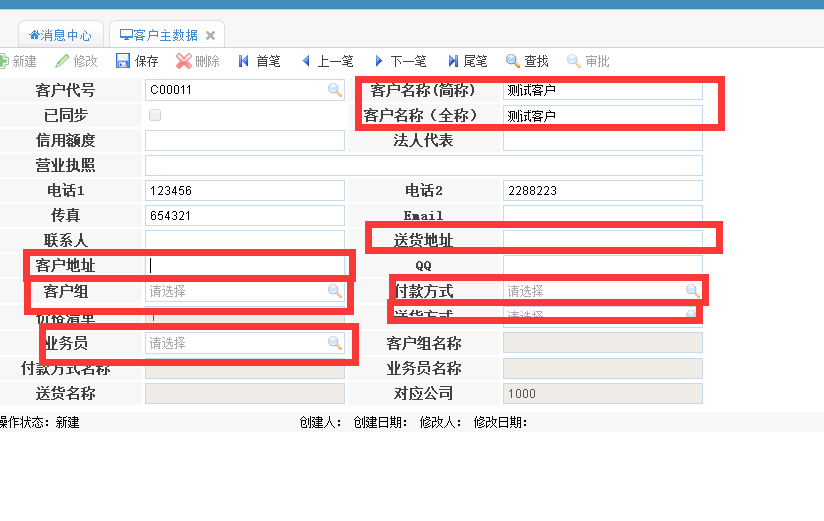 消息中心 客户主数据
新建 修改 保存 删除 首笔 上一笔 下一笔 尾笔 查找 审批
客户代号 C00011 客户名称(简称) 测试客户
已同步 客户名称（全称） 测试客户
信用额度 法人代表
营业执照
电话1 123456 电话2 2288223
传真 654321 Email
联系人 送货地址
客户地址 QQ
客户组 请选择 付款方式 请选择
价格清单 1 送货方式 请选择
业务员 请选择 客户组名称
付款方式名称 业务员名称
送货名称 对应公司 1000
操作状态：新建 创建人： 创建日期： 修改人： 修改日期：